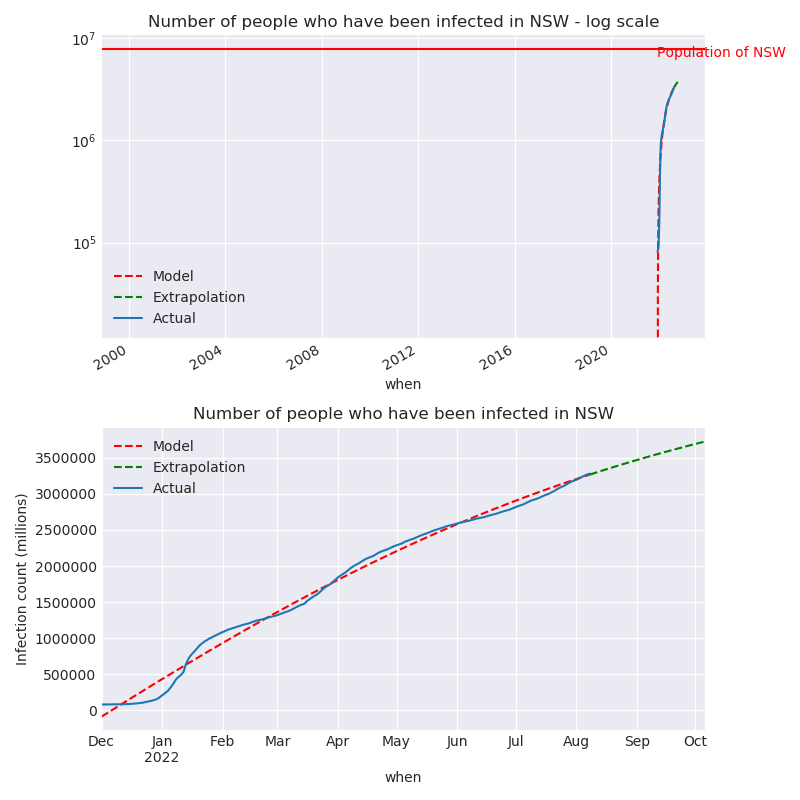 Number of people who have been infected in NSW - log scale
10⁷
Population of NSW
10⁶
10⁵
Model
Extrapolation
Actual
2000 2004 2008 2012 2016 2020
when
Number of people who have been infected in NSW
Infection count (millions)
Model
Extrapolation
Actual
3500000
3000000
2500000
2000000
1500000
1000000
500000
0
Dec Jan Feb Mar Apr May Jun Jul Aug Sep Oct
2022
when